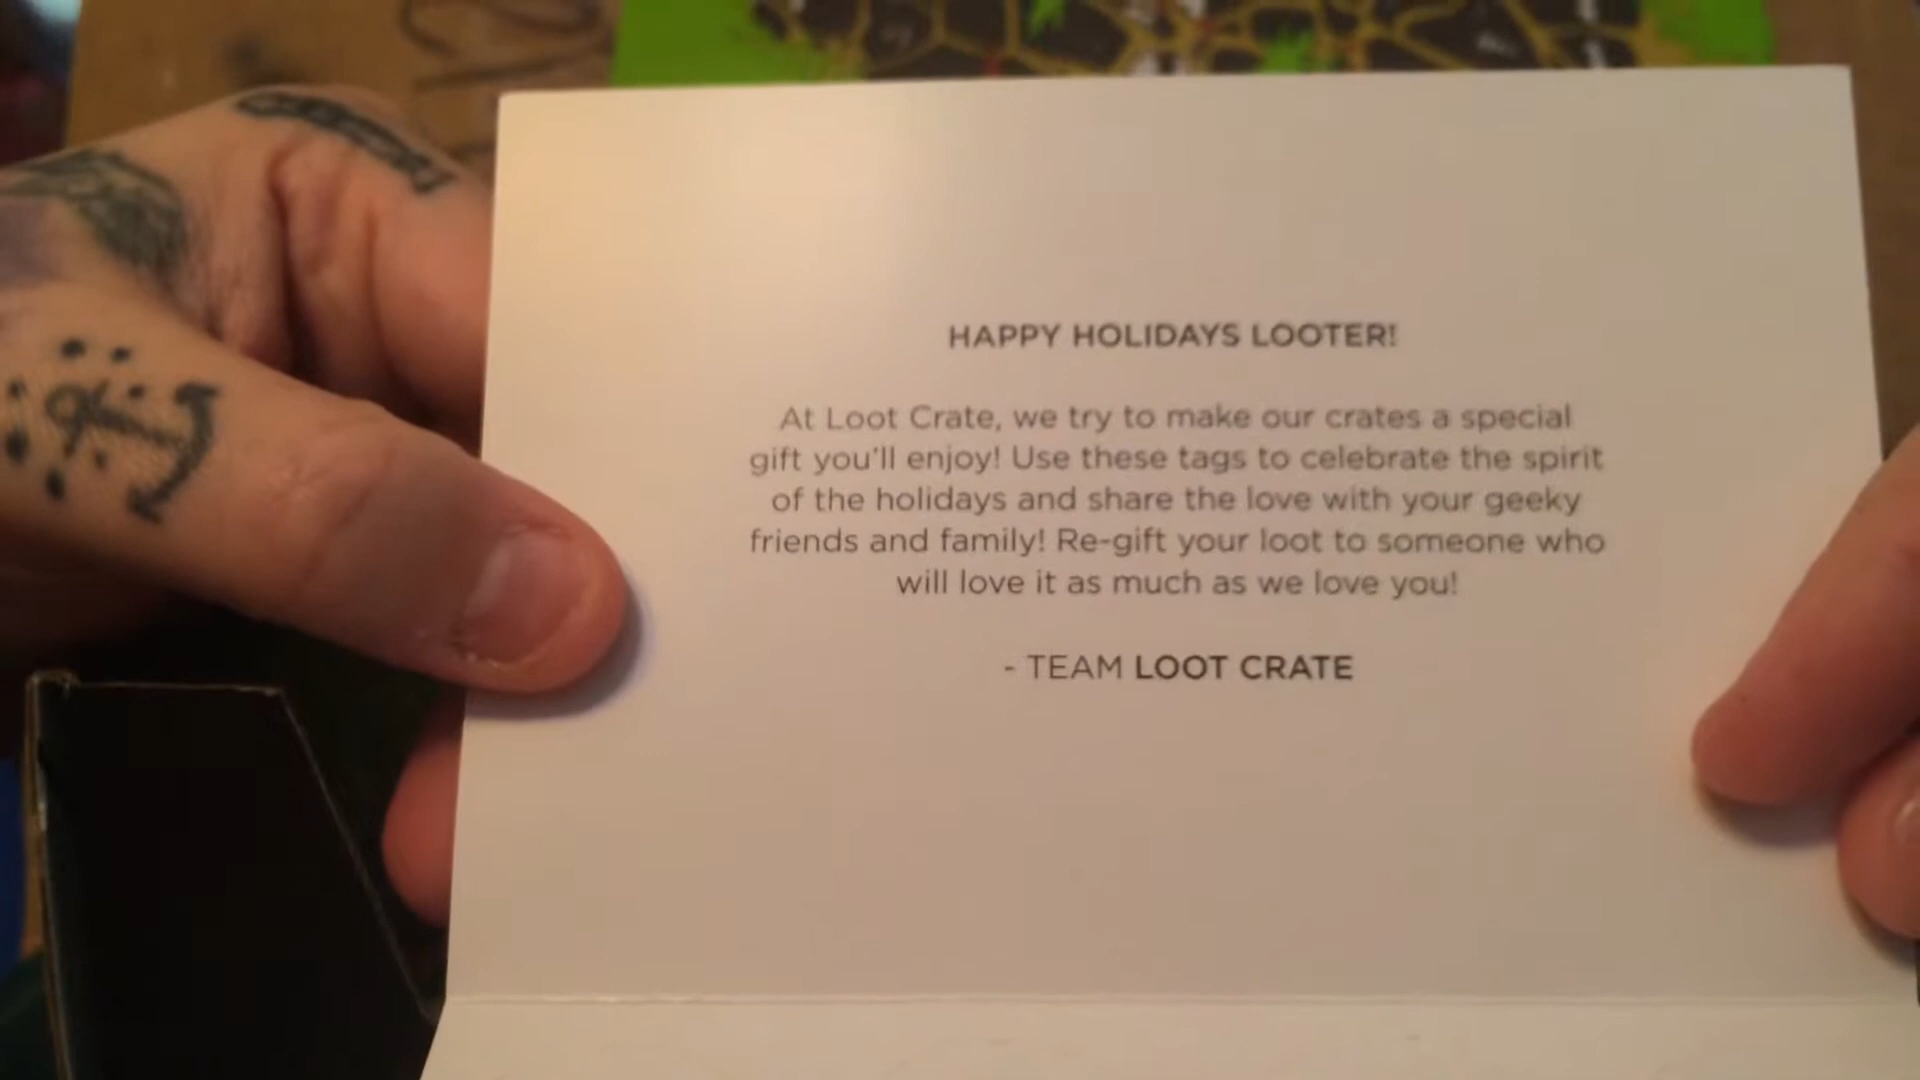 HAPPY HOLIDAYS LOOTER!
At Loot Crate, we try to make our crates a special
gift you'll enjoy! Use these tags to celebrate the spirit
of the holidays and share the love with your geeky
friends and family! Re-gift your loot to someone who
will love it as much as we love you!
- TEAM LOOT CRATE